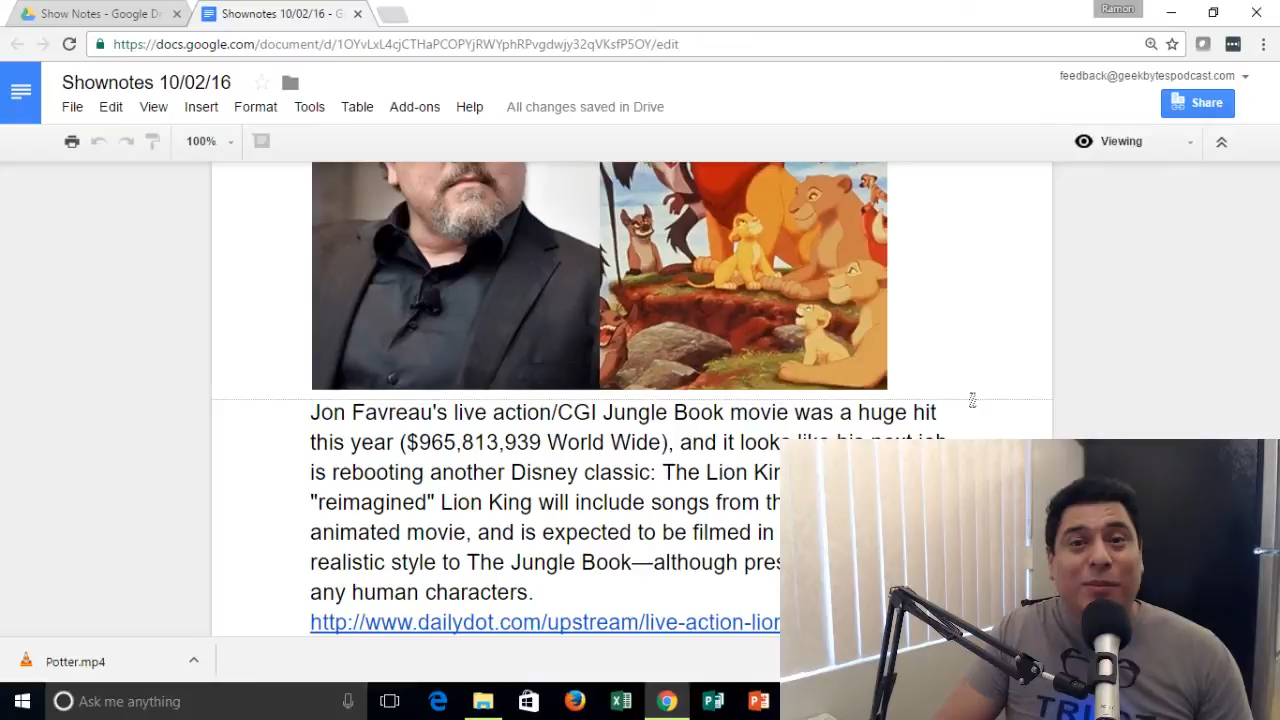 Ramon
Show Notes - Google Dr
Shownotes 10/02/16 - G
https://docs.google.com/document/d/1OYvLxL4cjCTHaPCOPYjRWYphRPvgdwjy32qVKsfP5OY/edit
Shownotes 10/02/16
feedback@geekbytespodcast.com
File Edit View Insert Format Tools Table Add-ons Help All changes saved in Drive
Share
100%
Viewing
Jon Favreau's live action/CGI Jungle Book movie was a huge hit
this year ($965,813,939 World Wide), and it looks like his next job
is rebooting another Disney classic: The Lion Kin
"reimagined" Lion King will include songs from th
animated movie, and is expected to be filmed in
realistic style to The Jungle Book—although pres
any human characters.
http://www.dailydot.com/upstream/live-action-lion
Potter.mp4
Ask me anything